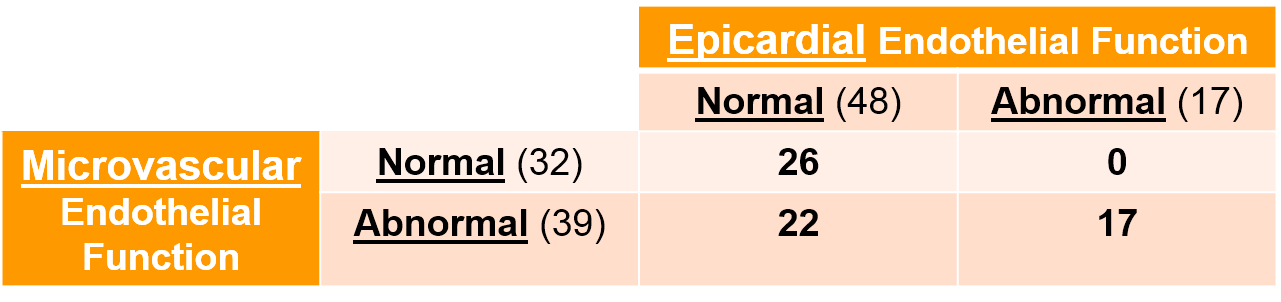 Epicardial Endothelial Function
Normal (48) Abnormal (17)
Microvascular Endothelial Function
Normal (32) 26 0
Abnormal (39) 22 17